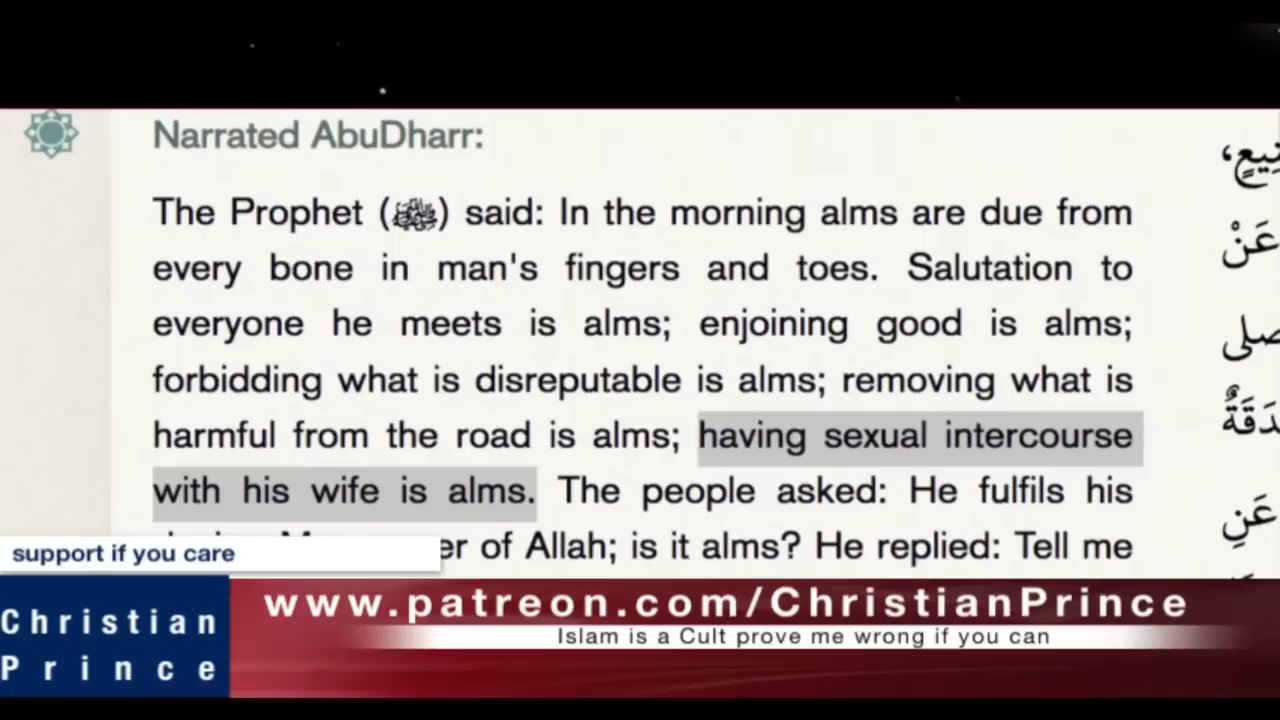 Narrated AbuDharr:
The Prophet (ﷺ) said: In the morning alms are due from
every bone in man's fingers and toes. Salutation to
everyone he meets is alms; enjoining good is alms;
forbidding what is disreputable is alms; removing what is
harmful from the road is alms; having sexual intercourse
with his wife is alms. The people asked: He fulfils his
er of Allah; is it alms? He replied: Tell me
عَنْ
صلى
عَنِ
support if you care
Christian
Prince
www.patreon.com/ChristianPrince
Islam is a Cult prove me wrong if you can